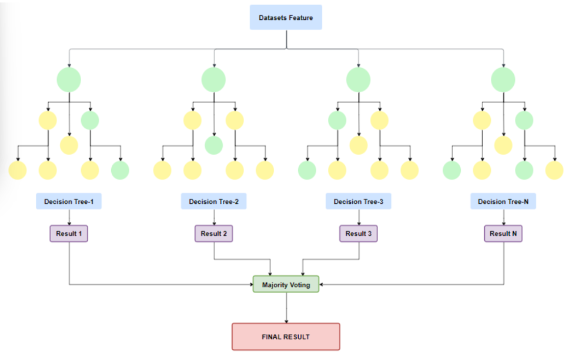 Datasets Feature
Decision Tree-1
Decision Tree-2
Decision Tree-3
Decision Tree-N
Result 1
Result 2
Result 3
Result N
Majority Voting
FINAL RESULT